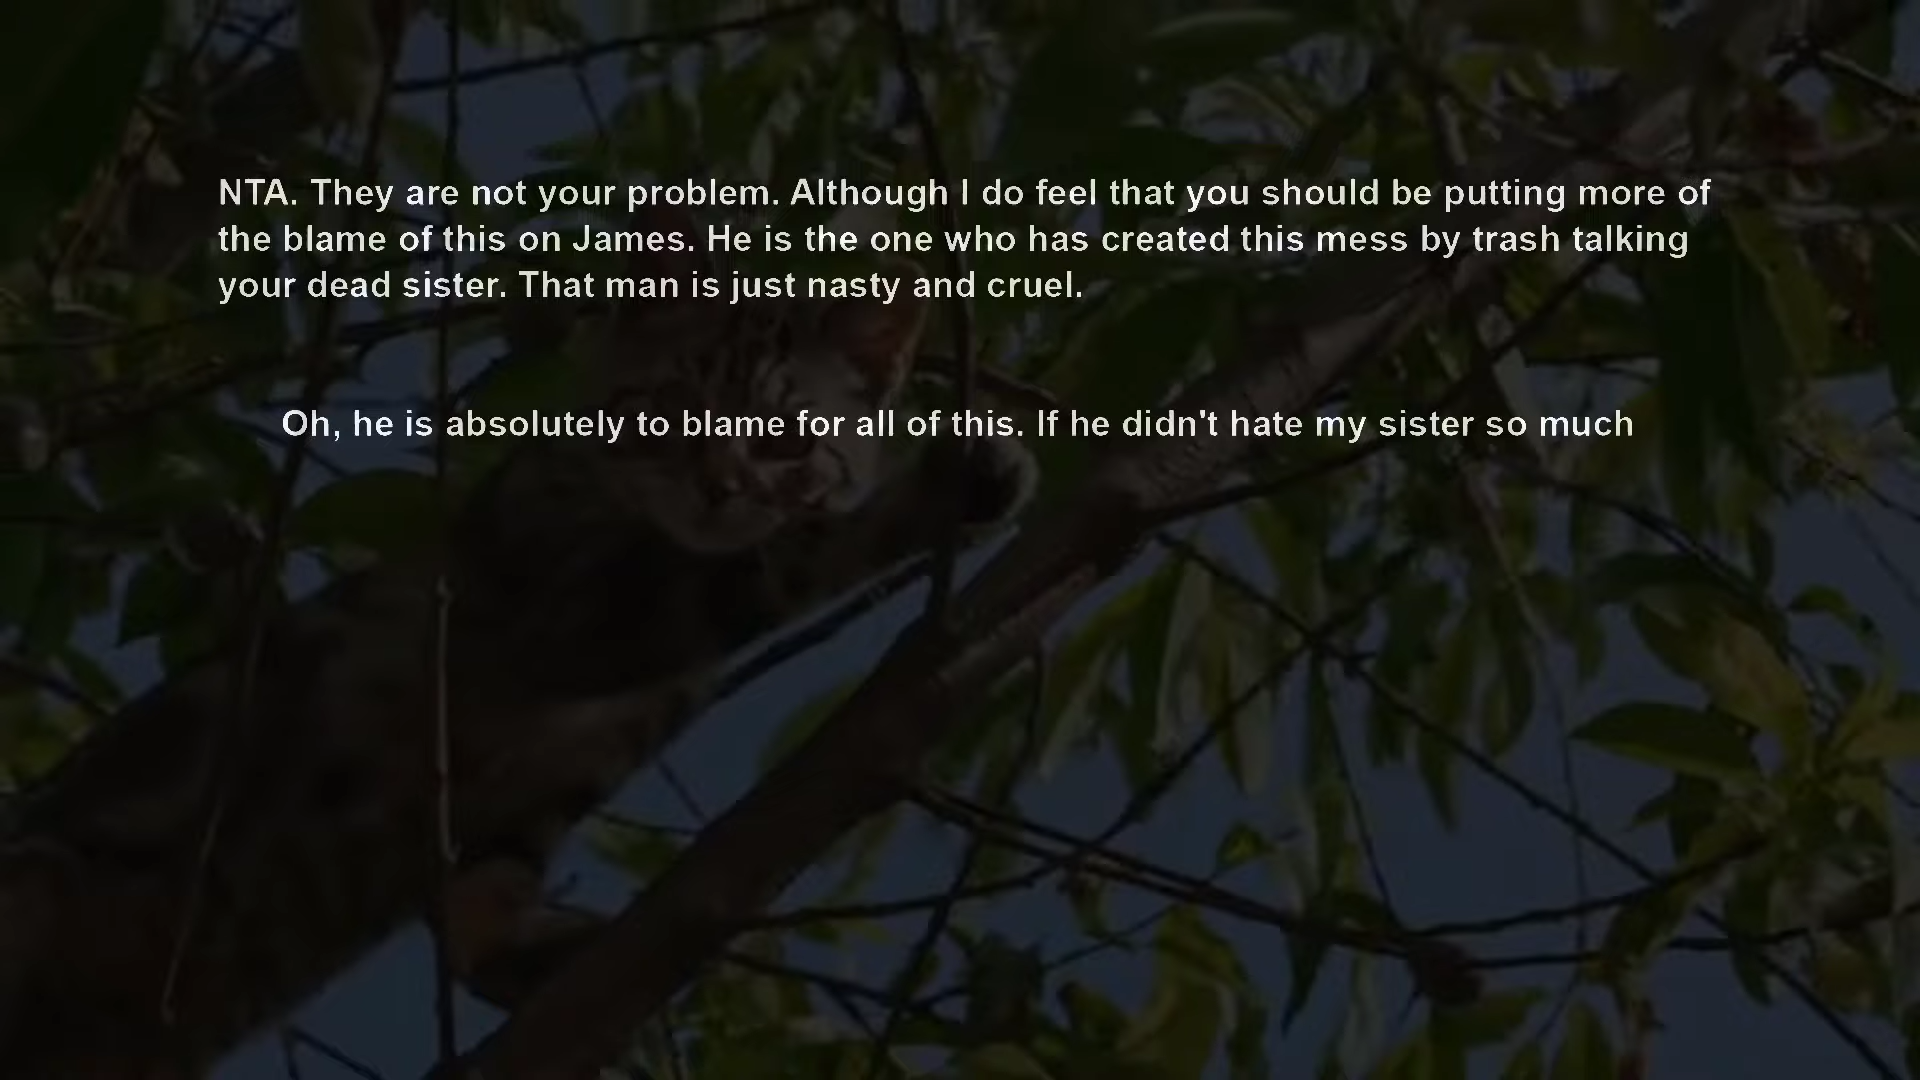 NTA. They are not your problem. Although I do feel that you should be putting more of
the blame of this on James. He is the one who has created this mess by trash talking
your dead sister. That man is just nasty and cruel.
Oh, he is absolutely to blame for all of this. If he didn't hate my sister so much